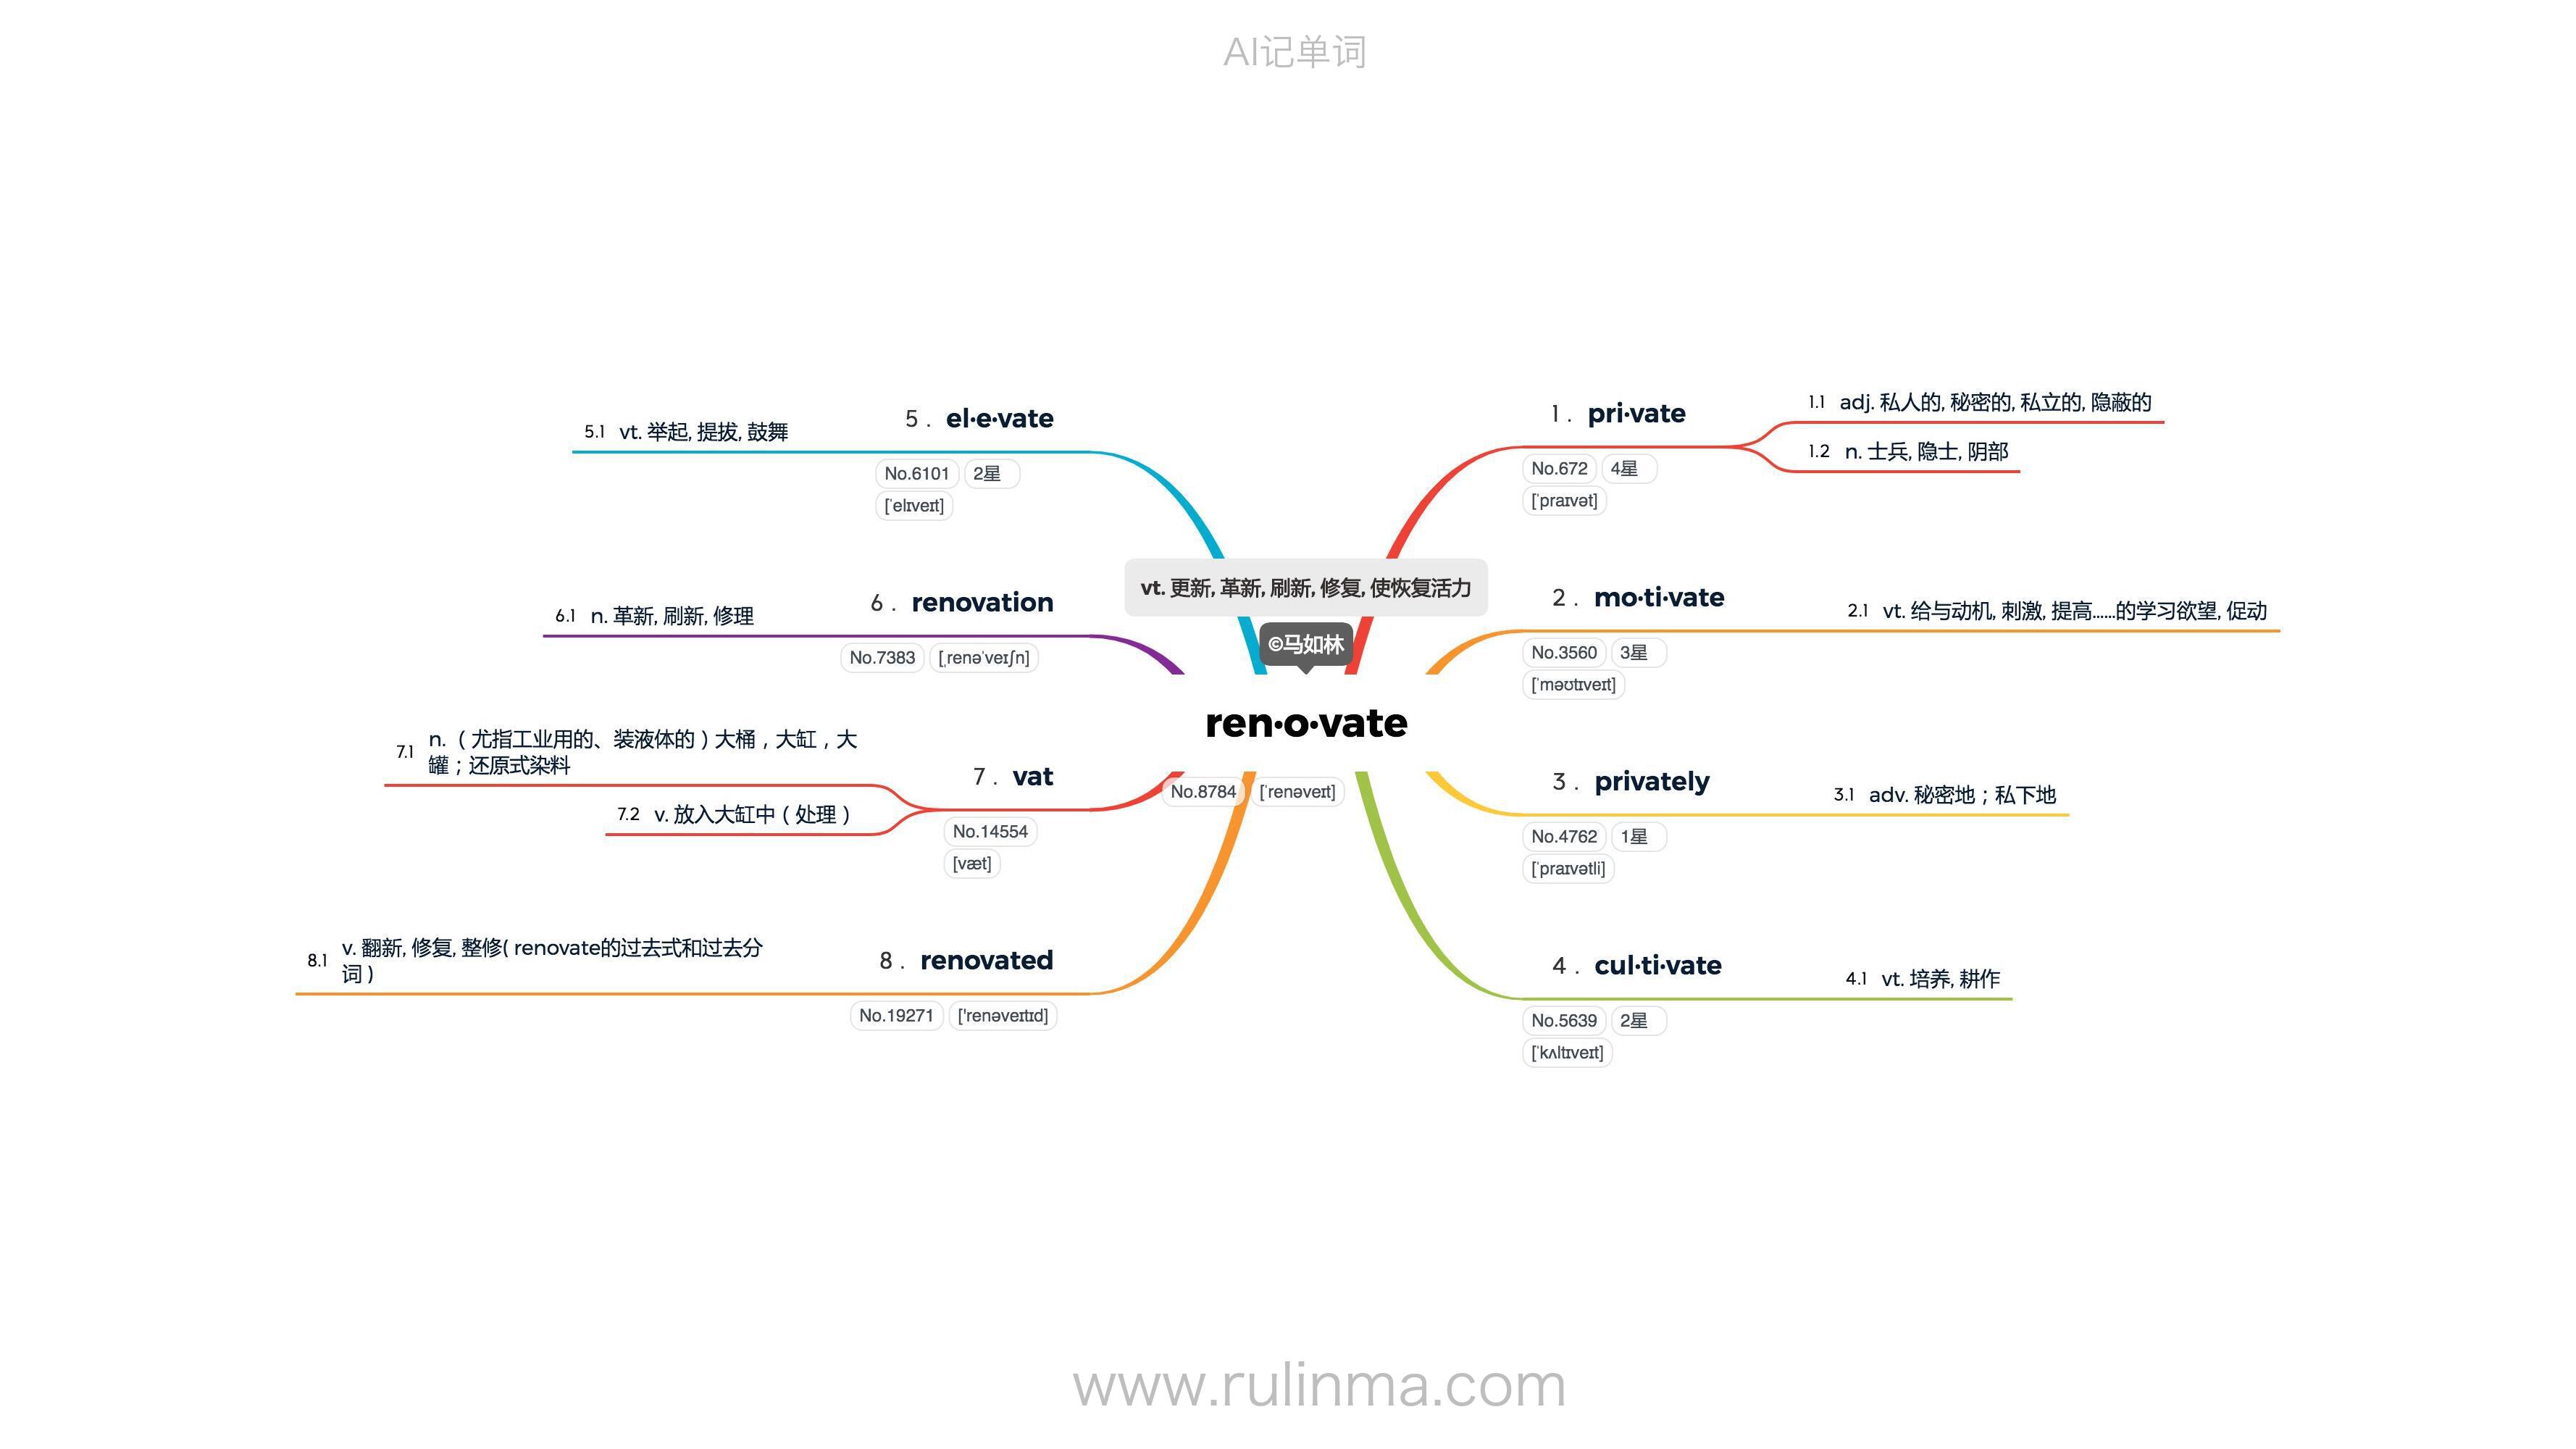 AI记单词
vt. 更新, 革新, 刷新, 修复, 使恢复活力
©马如林
ren·o·vate
No.8784 [ˈrenəveɪt]
1 . pri·vate
No.672 4星
[ˈpraɪvət]
1.1 adj. 私人的, 秘密的, 私立的, 隐蔽的
1.2 n. 士兵, 隐士, 阴部
2 . mo·ti·vate
No.3560 3星
[ˈməʊtɪveɪt]
2.1 vt. 给与动机, 刺激, 提高……的学习欲望, 促动
3 . privately
No.4762 1星
[ˈpraɪvətli]
3.1 adv. 秘密地；私下地
4 . cul·ti·vate
No.5639 2星
[ˈkʌltɪveɪt]
4.1 vt. 培养, 耕作
5 . el·e·vate
No.6101 2星
[ˈelɪveɪt]
5.1 vt. 举起, 提拔, 鼓舞
6 . renovation
No.7383 [ˌrenəˈveɪʃn]
6.1 n. 革新, 刷新, 修理
7 . vat
No.14554
[væt]
7.1 n.（尤指工业用的、装液体的）大桶，大缸，大
罐；还原式染料
7.2 v. 放入大缸中（处理）
8 . renovated
No.19271 ['renəveɪtɪd]
8.1 v. 翻新, 修复, 整修( renovate的过去式和过去分
词 )
www.rulinma.com